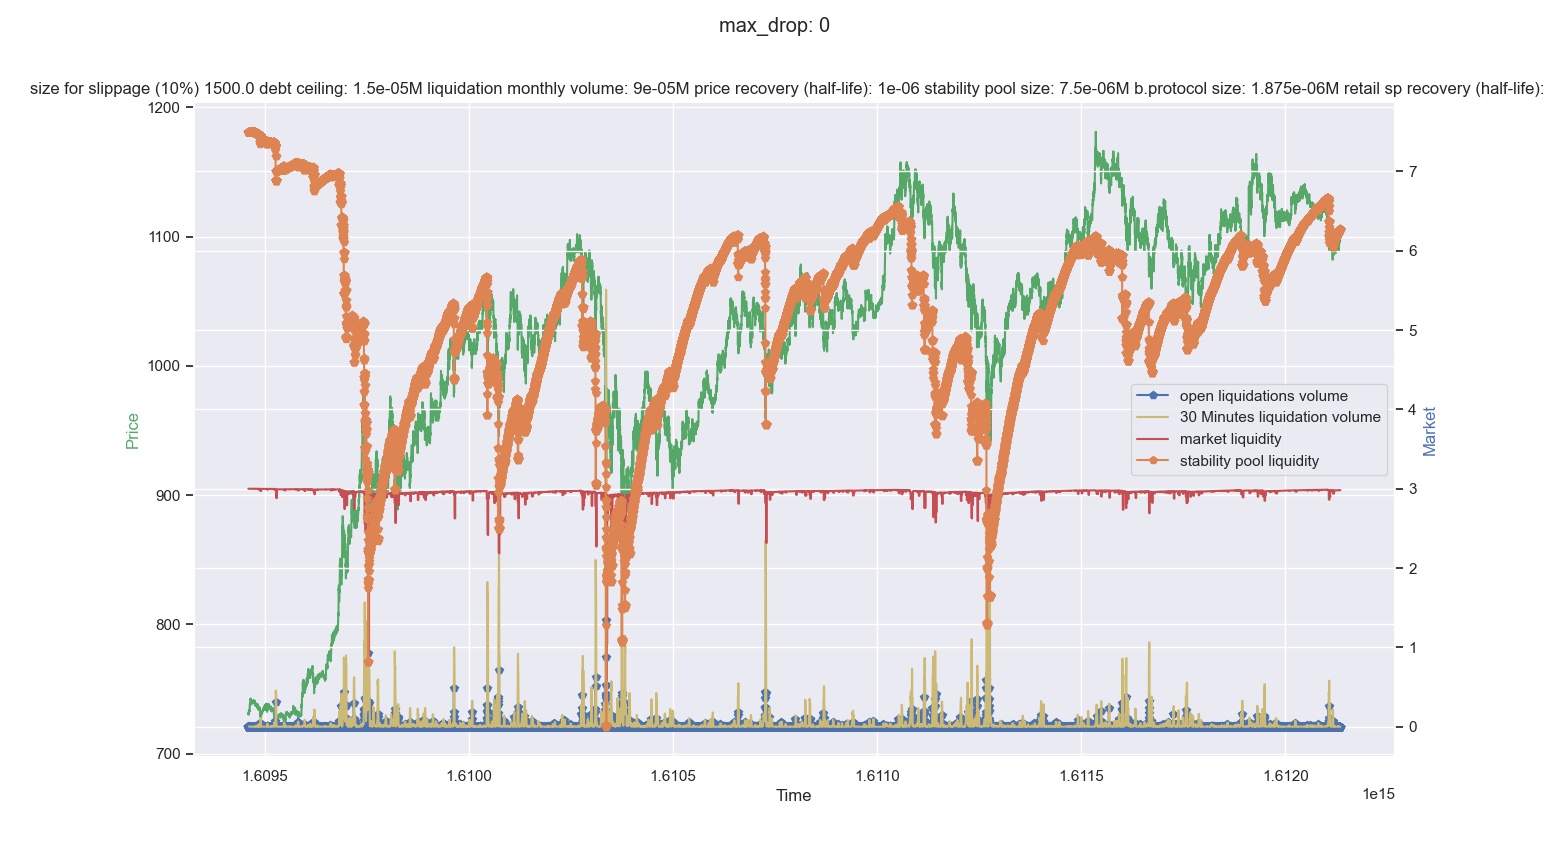 max_drop: 0
size for slippage (10%) 1500.0 debt ceiling: 1.5e-05M liquidation monthly volume: 9e-05M price recovery (half-life): 1e-06 stability pool size: 7.5e-06M b.protocol size: 1.875e-06M retail sp recovery (half-life):
1200
1100
1000
900
800
700
Price
7
6
5
4
3
2
1
0
Market
open liquidations volume
30 Minutes liquidation volume
market liquidity
stability pool liquidity
1.6095 1.6100 1.6105 1.6110 1.6115 1.6120
Time
1e15